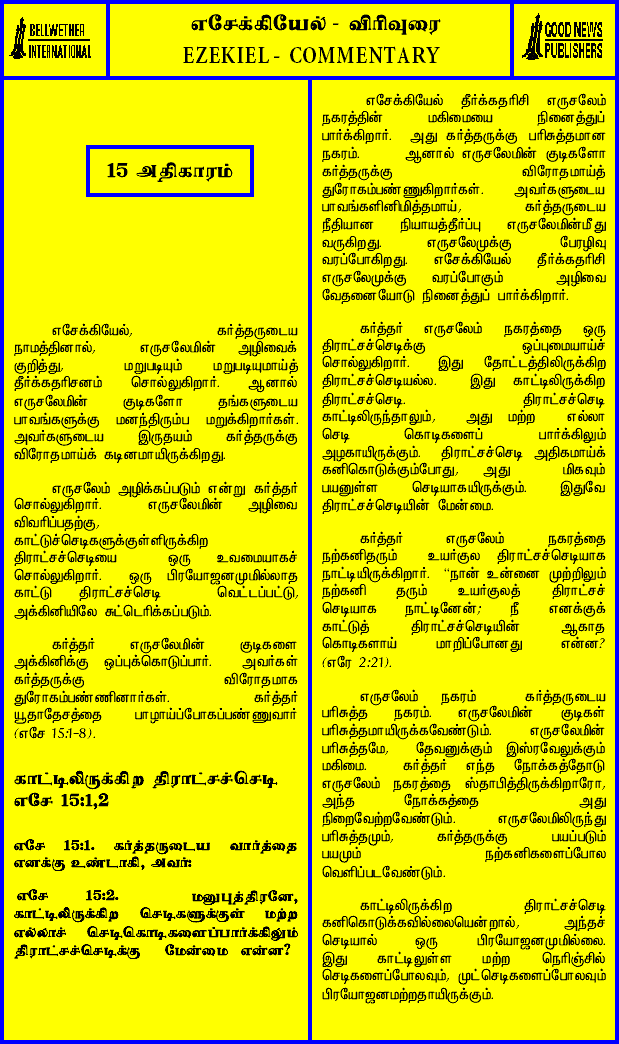 BELLWETHER
INTERNATIONAL
எசேக்கியேல் - விரிவுரை
EZEKIEL - COMMENTARY
GOOD NEWS
PUBLISHERS
15 அதிகாரம்
எசேக்கியேல், கர்த்தருடைய
நாமத்தினால், எருசலேமின் அழிவைக்
குறித்து, மறுபடியும் மறுபடியுமாய்த்
தீர்க்கதரிசனம் சொல்லுகிறார். ஆனால்
எருசலேமின் குடிகளோ தங்களுடைய
பாவங்களுக்கு மனந்திரும்ப மறுக்கிறார்கள்.
அவர்களுடைய இருதயம் கர்த்தருக்கு
விரோதமாய்க் கடினமாயிருக்கிறது.
எருசலேம் அழிக்கப்படும் என்று கர்த்தர்
சொல்லுகிறார். எருசலேமின் அழிவை
விவரிப்பதற்கு,
காட்டுச்செடிகளுக்குள்ளிருக்கிற
திராட்சச்செடியை ஒரு உவமையாகச்
சொல்லுகிறார். ஒரு பிரயோஜனமுமில்லாத
காட்டு திராட்சச்செடி வெட்டப்பட்டு,
அக்கினியிலே சுட்டெரிக்கப்படும்.
கர்த்தர் எருசலேமின் குடிகளை
அக்கினிக்கு ஒப்புக்கொடுப்பார். அவர்கள்
கர்த்தருக்கு விரோதமாக
துரோகம்பண்ணினார்கள். கர்த்தர்
யூதாதேசத்தை பாழாய்ப்போகப்பண்ணுவார்
(எசே 15:1-8).
காட்டிலிருக்கிற திராட்சச்செடி
எசே 15:1,2
எசே 15:1. கர்த்தருடைய வார்த்தை
எனக்கு உண்டாகி, அவர்:
எசே 15:2. மனுபுத்திரனே,
காட்டிலிருக்கிற செடிகளுக்குள் மற்ற
எல்லாச் செடிகொடிகளைப்பார்க்கிலும்
திராட்சச்செடிக்கு மேன்மை என்ன?
எசேக்கியேல் தீர்க்கதரிசி எருசலேம்
நகரத்தின் மகிமையை நினைத்துப்
பார்க்கிறார். அது கர்த்தருக்கு பரிசுத்தமான
நகரம். ஆனால் எருசலேமின் குடிகளோ
கர்த்தருக்கு விரோதமாய்த்
துரோகம்பண்ணுகிறார்கள். அவர்களுடைய
பாவங்களினிமித்தமாய், கர்த்தருடைய
நீதியான நியாயத்தீர்ப்பு எருசலேமின்மீது
வருகிறது. எருசலேமுக்கு பேரழிவு
வரப்போகிறது. எசேக்கியேல் தீர்க்கதரிசி
எருசலேமுக்கு வரப்போகும் அழிவை
வேதனையோடு நினைத்துப் பார்க்கிறார்.
கர்த்தர் எருசலேம் நகரத்தை ஒரு
திராட்சச்செடிக்கு ஒப்புமையாய்ச்
சொல்லுகிறார். இது தோட்டத்திலிருக்கிற
திராட்சச்செடியல்ல. இது காட்டிலிருக்கிற
திராட்சச்செடி. திராட்சச்செடி
காட்டிலிருந்தாலும், அது மற்ற எல்லா
செடி கொடிகளைப் பார்க்கிலும்
அழகாயிருக்கும். திராட்சச்செடி அதிகமாய்க்
கனிகொடுக்கும்போது, அது மிகவும்
பயனுள்ள செடியாகயிருக்கும். இதுவே
திராட்சச்செடியின் மேன்மை.
கர்த்தர் எருசலேம் நகரத்தை
நற்கனிதரும் உயர்குல திராட்சச்செடியாக
நாட்டியிருக்கிறார். “நான் உன்னை முற்றிலும்
நற்கனி தரும் உயர்குலத் திராட்சச்
செடியாக நாட்டினேன்; நீ எனக்குக்
காட்டுத் திராட்சச்செடியின் ஆகாத
கொடிகளாய் மாறிப்போனது என்ன?
(எரே 2:21).
எருசலேம் நகரம் கர்த்தருடைய
பரிசுத்த நகரம். எருசலேமின் குடிகள்
பரிசுத்தமாயிருக்கவேண்டும். எருசலேமின்
பரிசுத்தமே, தேவனுக்கும் இஸ்ரவேலுக்கும்
மகிமை. கர்த்தர் எந்த நோக்கத்தோடு
எருசலேம் நகரத்தை ஸ்தாபித்திருக்கிறாரோ,
அந்த நோக்கத்தை அது
நிறைவேற்றவேண்டும். எருசலேமிலிருந்து
பரிசுத்தமும், கர்த்தருக்கு பயப்படும்
பயமும் நற்கனிகளைப்போல
வெளிப்படவேண்டும்.
காட்டிலிருக்கிற திராட்சச்செடி
கனிகொடுக்கவில்லையென்றால், அந்தச்
செடியால் ஒரு பிரயோஜனமுமில்லை.
இது காட்டிலுள்ள மற்ற நெரிஞ்சில்
செடிகளைப்போலவும், முட்செடிகளைப்போலவும்
பிரயோஜனமற்றதாயிருக்கும்.